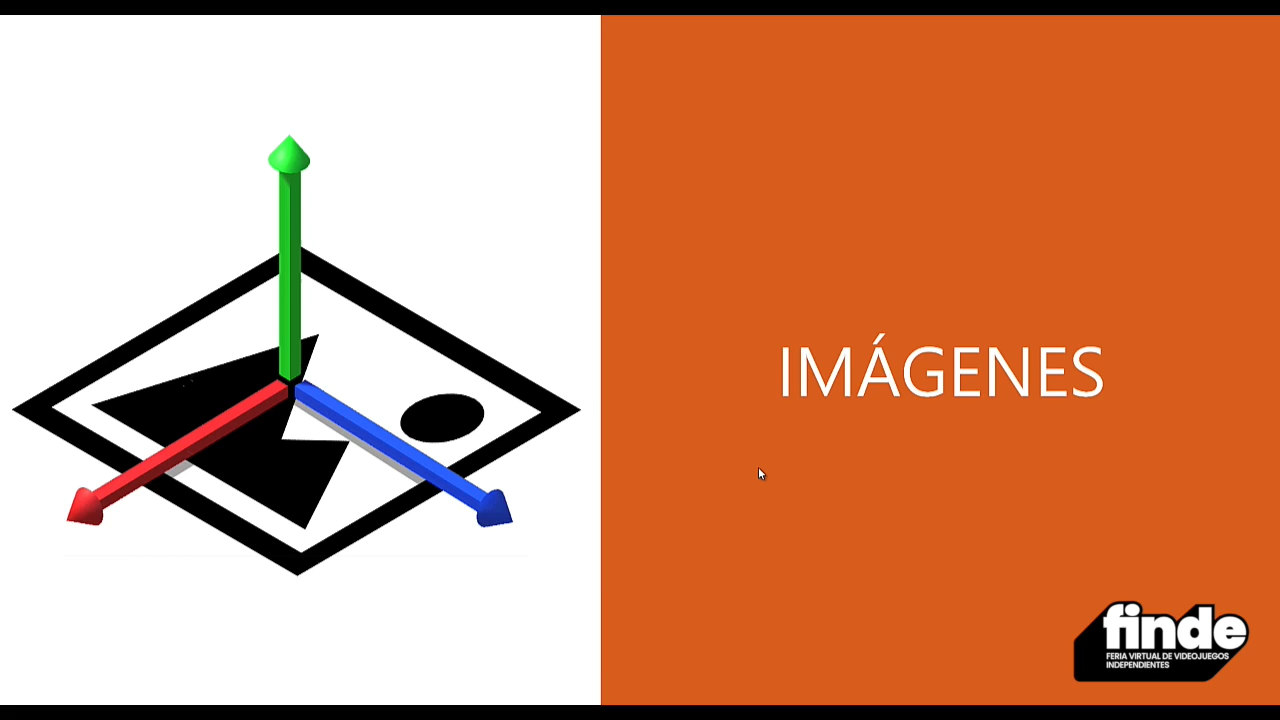 IMÁGENES
finde
FERIA VIRTUAL DE VIDEOJUEGOS
INDEPENDIENTES